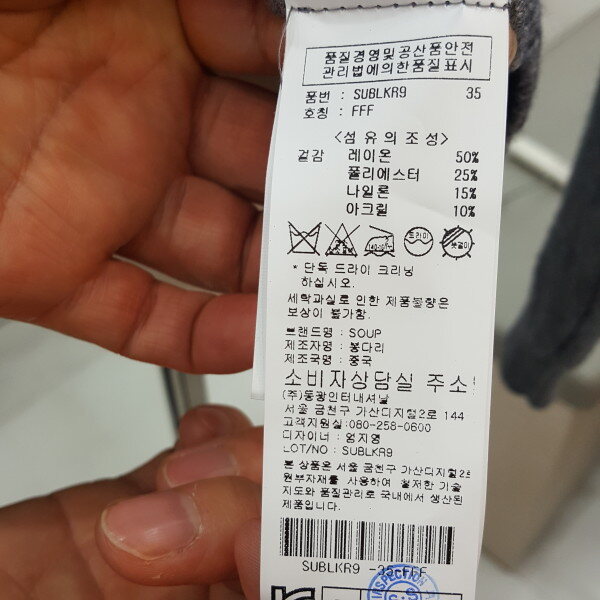 품질경영및공산품안전
관리법에의한품질표시
품번 : SUBLKR9 35
호칭 : FFF
<섬유의조성>
겉감 레이온 50%
폴리에스터 25%
나일론 15%
아크릴 10%
드라이
* 단독 드라이 크리닝
하십시오.
세탁과실로 인한 제품불량은
보상이 불가함.
브랜드명 : SOUP
제조자명 : 봉다리
제조국명 : 중국
소비자상담실 주소
(주)동광인터내셔날
서울 금천구 가산디지털2로 144
고객지원실:080-258-0600
디자이너 : 엄지영
LOT/NO : SUBLKR9
본 상품은 서울 금천구 가산디지털2
원부자재를 사용하여 철저한 기술
지도와 품질관리로 국내에서 생산된
제품입니다.
SUBLKR9 -35-FFF
INSPECTION